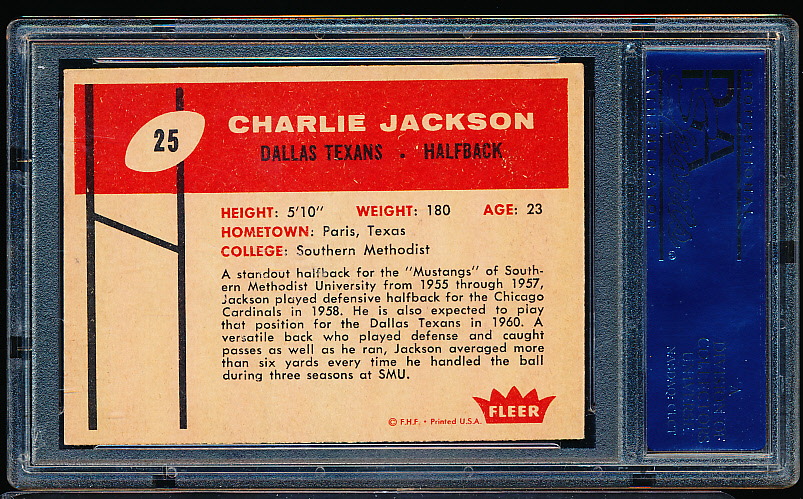 25
CHARLIE JACKSON
DALLAS TEXANS • HALFBACK
HEIGHT: 5'10" WEIGHT: 180 AGE: 23
HOMETOWN: Paris, Texas
COLLEGE: Southern Methodist
A standout halfback for the "Mustangs" of South-
ern Methodist University from 1955 through 1957,
Jackson played defensive halfback for the Chicago
Cardinals in 1958. He is also expected to play
that position for the Dallas Texans in 1960. A
versatile back who played defense and caught
passes as well as he ran, Jackson averaged more
than six yards every time he handled the ball
during three seasons at SMU.
FLEER
© F.H.F. • Printed U.S.A.